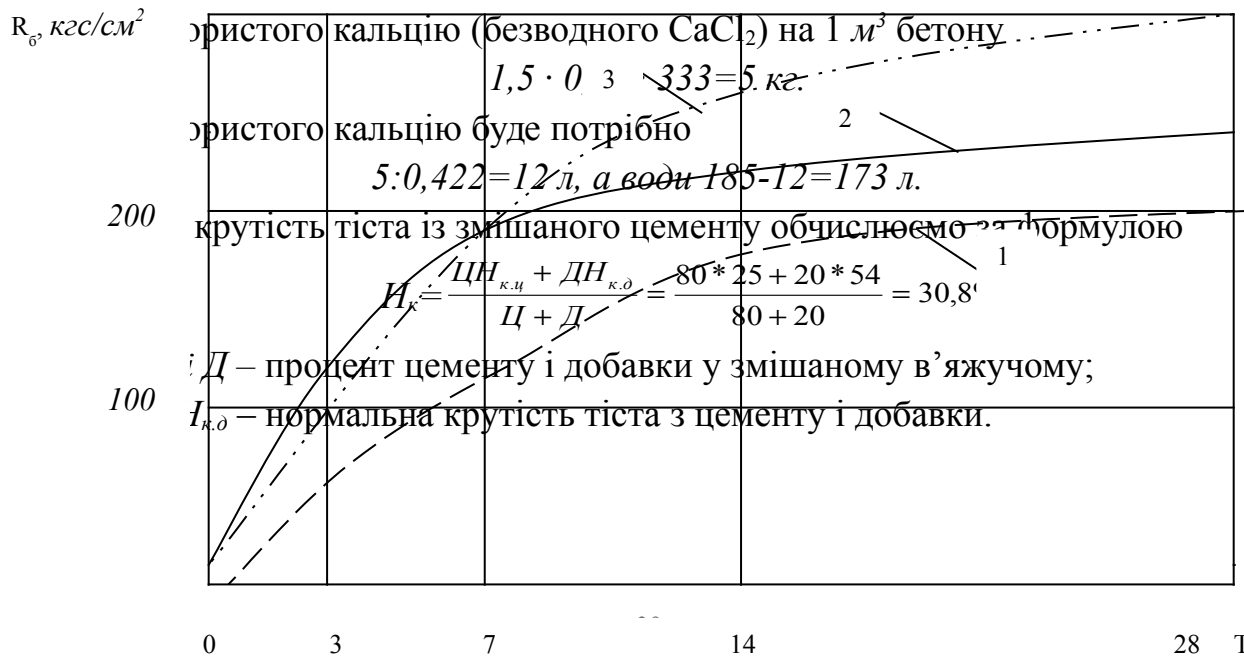 R_б, кгс/см²
ористого кальцію (безводного CaCl₂) на 1 м³ бетону
1,5 · 0 333=5 кг.
3
ористого кальцію буде потрібно
2
5:0,422=12 л, а води 185-12=173 л.
200
крутість тіста із змішаного цементу обчислюємо за формулою
1
Н_к = (ЦН_к.ц + ДН_к.д) / (Ц + Д) = (80 * 25 + 20 * 54) / (80 + 20) = 30,8
і Д – процент цементу і добавки у змішаному в’яжучому;
100
Н_к.д – нормальна крутість тіста з цементу і добавки.
0 3 7 14 28 Т